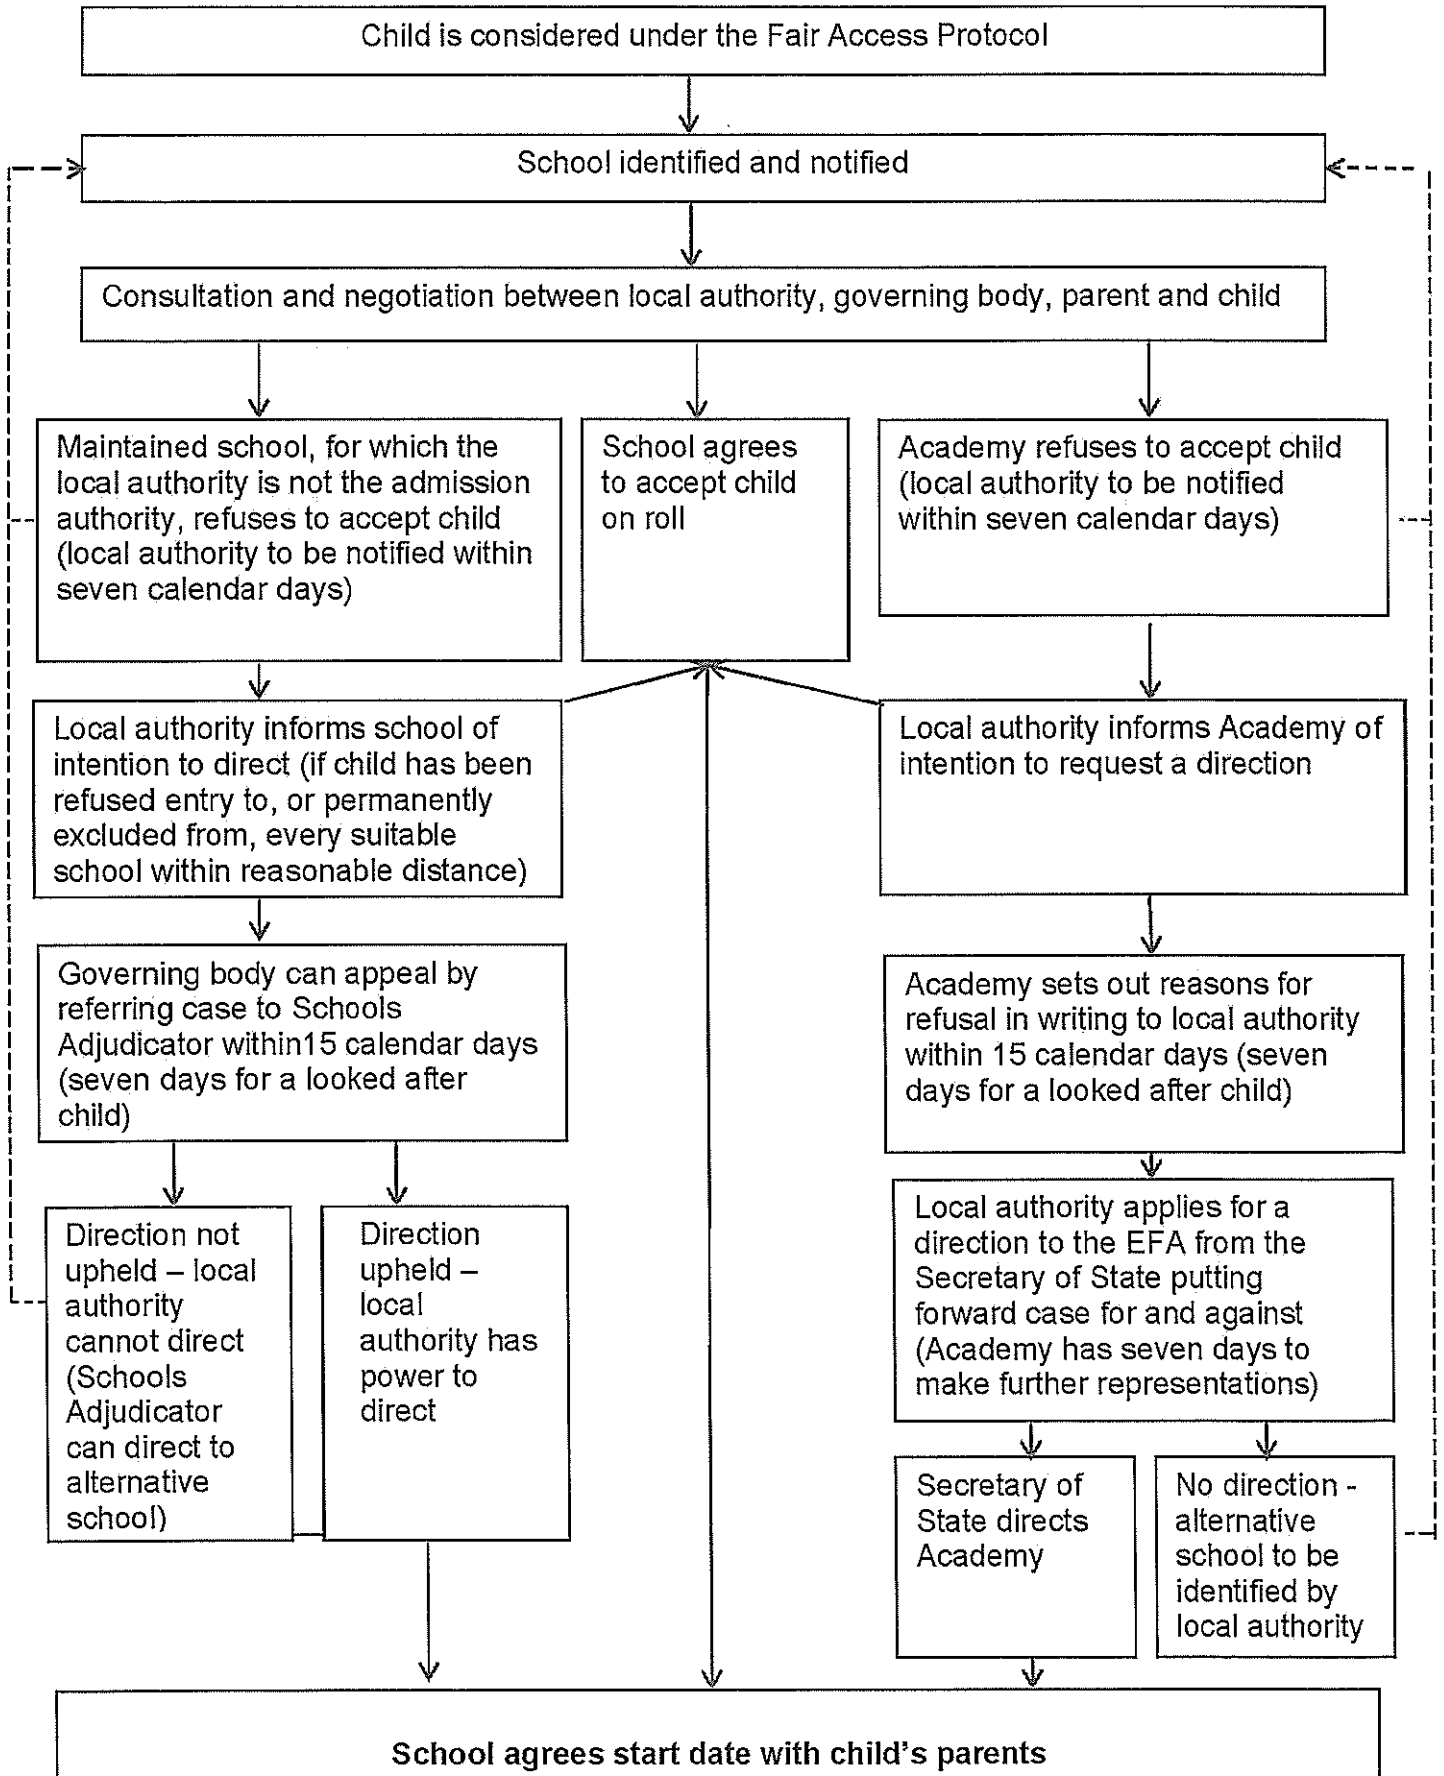 Child is considered under the Fair Access Protocol
School identified and notified
Consultation and negotiation between local authority, governing body, parent and child
Maintained school, for which the
local authority is not the admission
authority, refuses to accept child
(local authority to be notified within
seven calendar days)
School agrees
to accept child
on roll
Academy refuses to accept child
(local authority to be notified
within seven calendar days)
Local authority informs school of
intention to direct (if child has been
refused entry to, or permanently
excluded from, every suitable
school within reasonable distance)
Local authority informs Academy of
intention to request a direction
Governing body can appeal by
referring case to Schools
Adjudicator within15 calendar days
(seven days for a looked after
child)
Academy sets out reasons for
refusal in writing to local authority
within 15 calendar days (seven
days for a looked after child)
Direction not
upheld – local
authority
cannot direct
(Schools
Adjudicator
can direct to
alternative
school)
Direction
upheld –
local
authority has
power to
direct
Local authority applies for a
direction to the EFA from the
Secretary of State putting
forward case for and against
(Academy has seven days to
make further representations)
Secretary of
State directs
Academy
No direction -
alternative
school to be
identified by
local authority
School agrees start date with child's parents